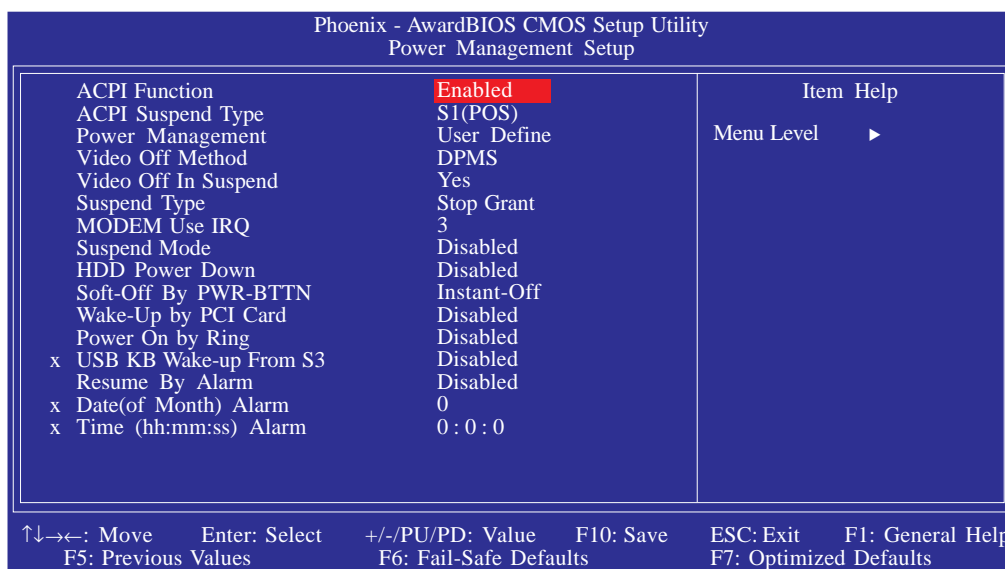 Phoenix - AwardBIOS CMOS Setup Utility
Power Management Setup
ACPI Function Enabled
ACPI Suspend Type S1(POS)
Power Management User Define
Video Off Method DPMS
Video Off In Suspend Yes
Suspend Type Stop Grant
MODEM Use IRQ 3
Suspend Mode Disabled
HDD Power Down Disabled
Soft-Off By PWR-BTTN Instant-Off
Wake-Up by PCI Card Disabled
Power On by Ring Disabled
x USB KB Wake-up From S3 Disabled
Resume By Alarm Disabled
x Date(of Month) Alarm 0
x Time (hh:mm:ss) Alarm 0 : 0 : 0
Item Help
Menu Level ►
↑↓→←: Move Enter: Select +/-/PU/PD: Value F10: Save ESC: Exit F1: General Help
F5: Previous Values F6: Fail-Safe Defaults F7: Optimized Defaults